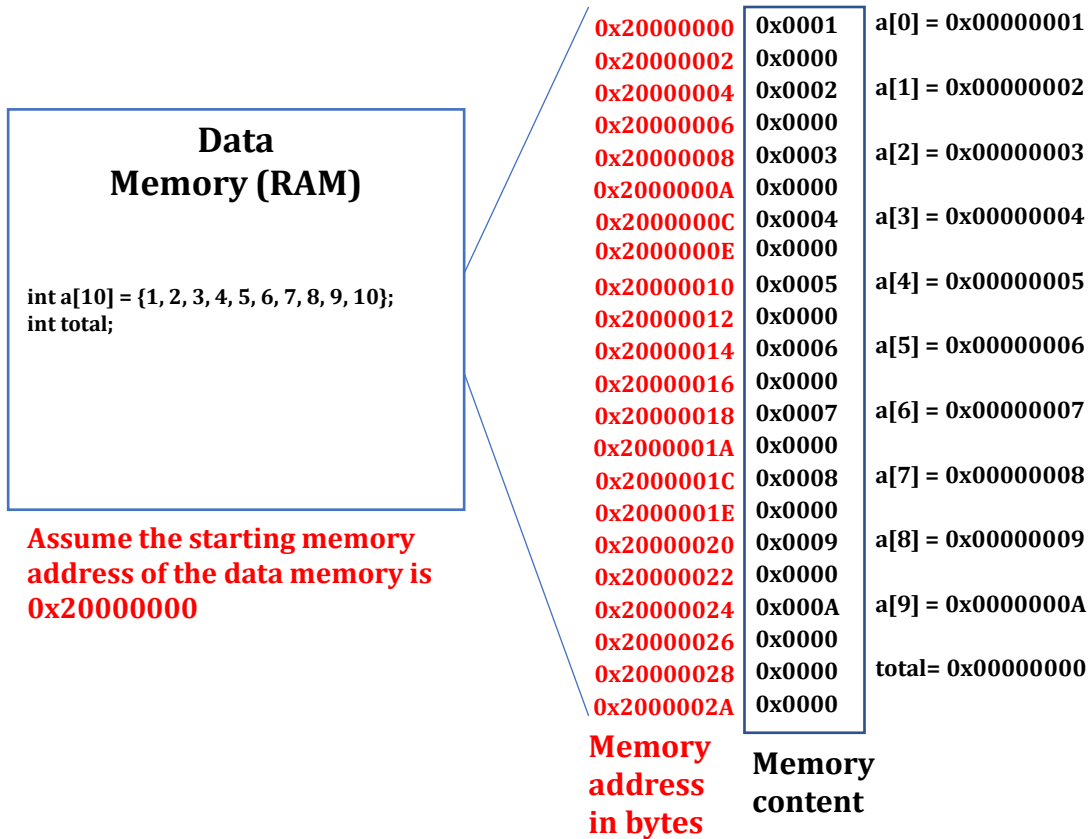 Data
Memory (RAM)
int a[10] = {1, 2, 3, 4, 5, 6, 7, 8, 9, 10};
int total;
Assume the starting memory
address of the data memory is
0x20000000
0x20000000 0x0001 a[0] = 0x00000001
0x20000002 0x0000
0x20000004 0x0002 a[1] = 0x00000002
0x20000006 0x0000
0x20000008 0x0003 a[2] = 0x00000003
0x2000000A 0x0000
0x2000000C 0x0004 a[3] = 0x00000004
0x2000000E 0x0000
0x20000010 0x0005 a[4] = 0x00000005
0x20000012 0x0000
0x20000014 0x0006 a[5] = 0x00000006
0x20000016 0x0000
0x20000018 0x0007 a[6] = 0x00000007
0x2000001A 0x0000
0x2000001C 0x0008 a[7] = 0x00000008
0x2000001E 0x0000
0x20000020 0x0009 a[8] = 0x00000009
0x20000022 0x0000
0x20000024 0x000A a[9] = 0x0000000A
0x20000026 0x0000
0x20000028 0x0000 total= 0x00000000
0x2000002A 0x0000
Memory
address
in bytes
Memory
content